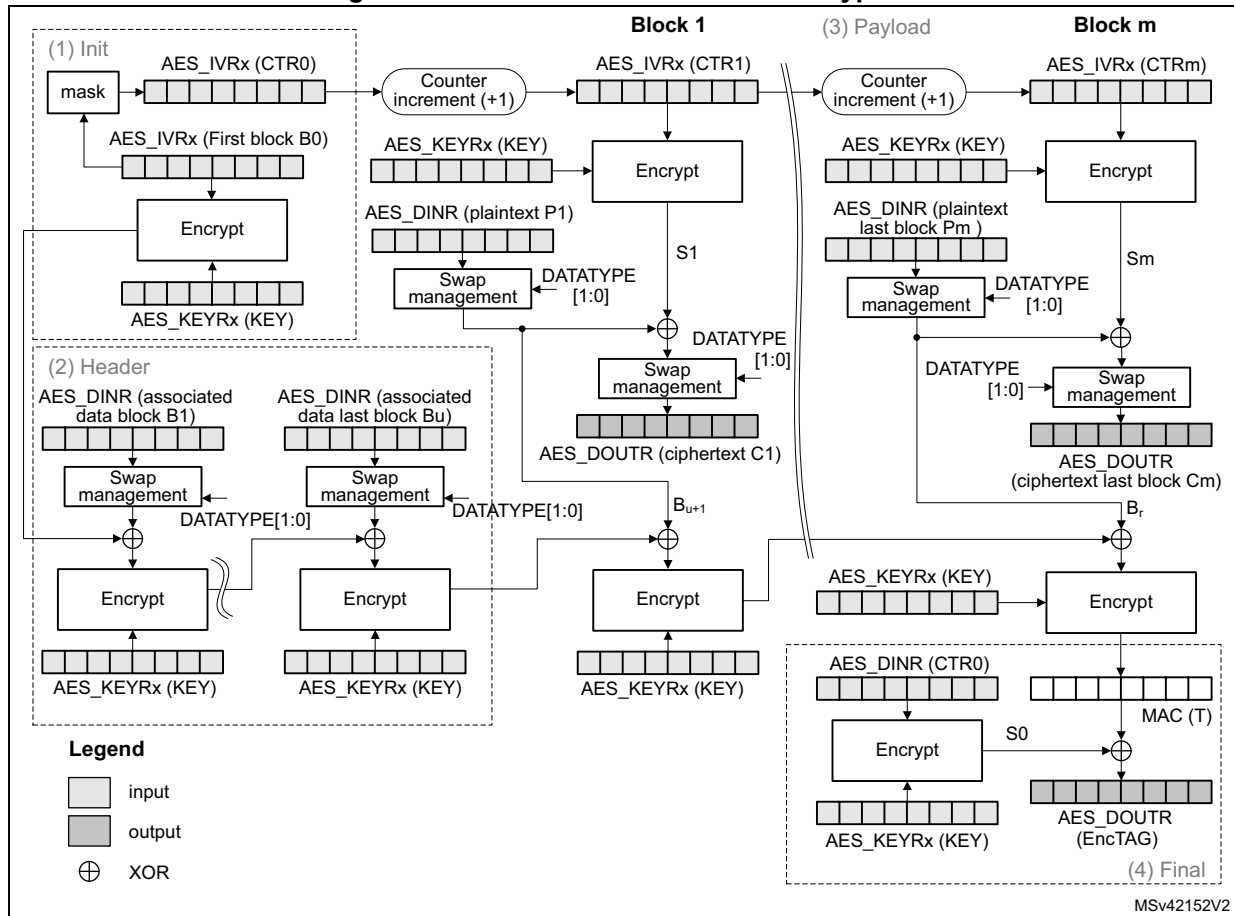 Block 1
(3) Payload
Block m
(1) Init
mask
AES_IVRx (CTR0)
AES_IVRx (First block B0)
Encrypt
AES_KEYRx (KEY)
Counter
increment (+1)
AES_IVRx (CTR1)
AES_KEYRx (KEY)
Encrypt
AES_DINR (plaintext P1)
Swap
management
DATATYPE
[1:0]
S1
DATATYPE
[1:0]
Swap
management
AES_DOUTR (ciphertext C1)
Counter
increment (+1)
AES_IVRx (CTRm)
AES_KEYRx (KEY)
Encrypt
AES_DINR (plaintext
last block Pm )
Swap
management
DATATYPE
[1:0]
Sm
DATATYPE
[1:0]
Swap
management
AES_DOUTR
(ciphertext last block Cm)
(2) Header
AES_DINR (associated
data block B1)
Swap
management
DATATYPE[1:0]
Encrypt
AES_KEYRx (KEY)
AES_DINR (associated
data last block Bu)
Swap
management
DATATYPE[1:0]
Encrypt
AES_KEYRx (KEY)
Bu+1
Encrypt
AES_KEYRx (KEY)
Br
AES_KEYRx (KEY)
Encrypt
AES_DINR (CTR0)
Encrypt
S0
AES_KEYRx (KEY)
MAC (T)
AES_DOUTR
(EncTAG)
(4) Final
Legend
input
output
XOR
MSv42152V2